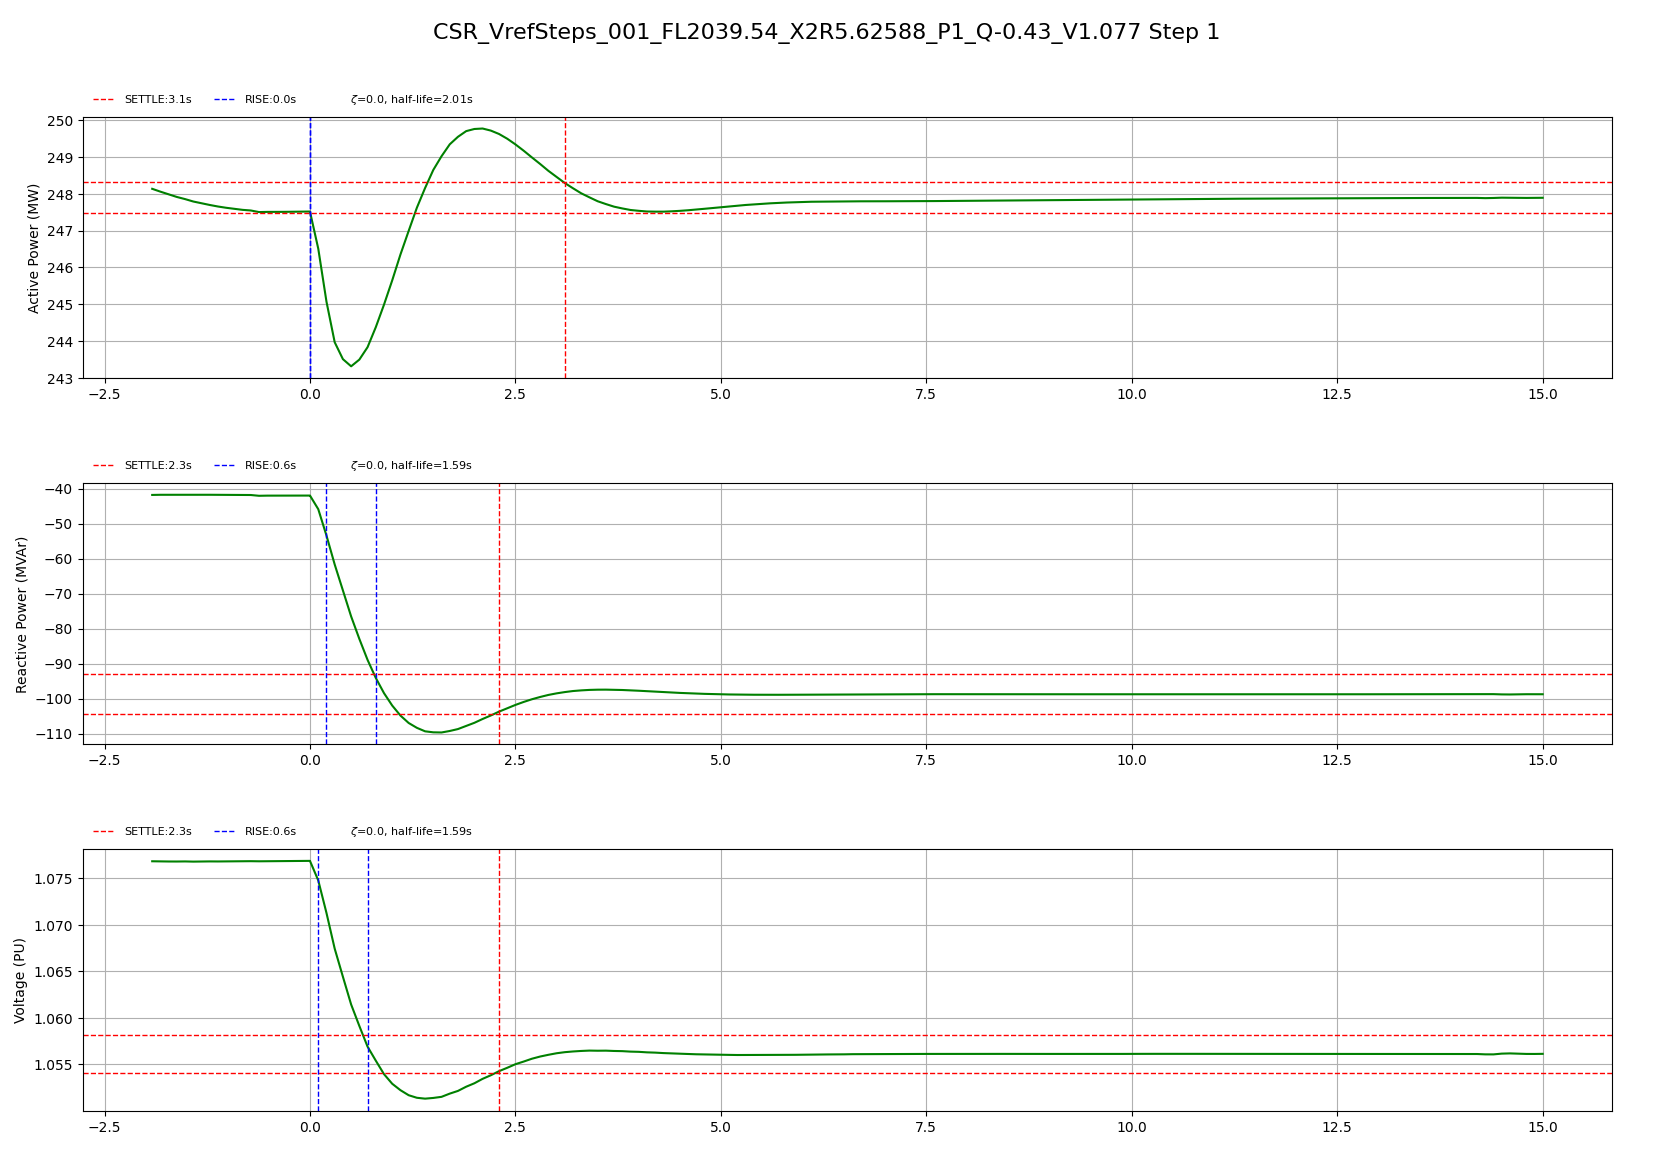 CSR_VrefSteps_001_FL2039.54_X2R5.62588_P1_Q-0.43_V1.077 Step 1
SETTLE:3.1s RISE:0.0s ζ=0.0, half-life=2.01s
Active Power (MW)
250
249
248
247
246
245
244
243
−2.5 0.0 2.5 5.0 7.5 10.0 12.5 15.0
SETTLE:2.3s RISE:0.6s ζ=0.0, half-life=1.59s
Reactive Power (MVAr)
−40
−50
−60
−70
−80
−90
−100
−110
−2.5 0.0 2.5 5.0 7.5 10.0 12.5 15.0
SETTLE:2.3s RISE:0.6s ζ=0.0, half-life=1.59s
Voltage (PU)
1.075
1.070
1.065
1.060
1.055
−2.5 0.0 2.5 5.0 7.5 10.0 12.5 15.0